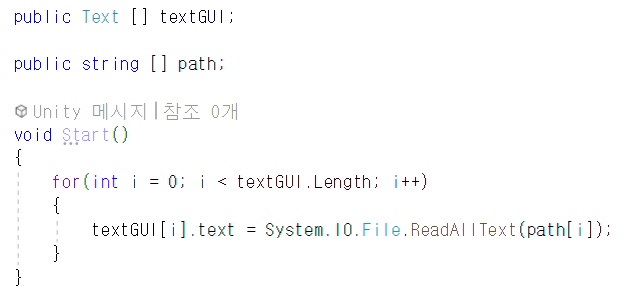 public Text [] textGUI;
public string [] path;
Unity 메시지 | 참조 0개
void Start()
{
for(int i = 0; i < textGUI.Length; i++)
{
textGUI[i].text = System.IO.File.ReadAllText(path[i]);
}
}